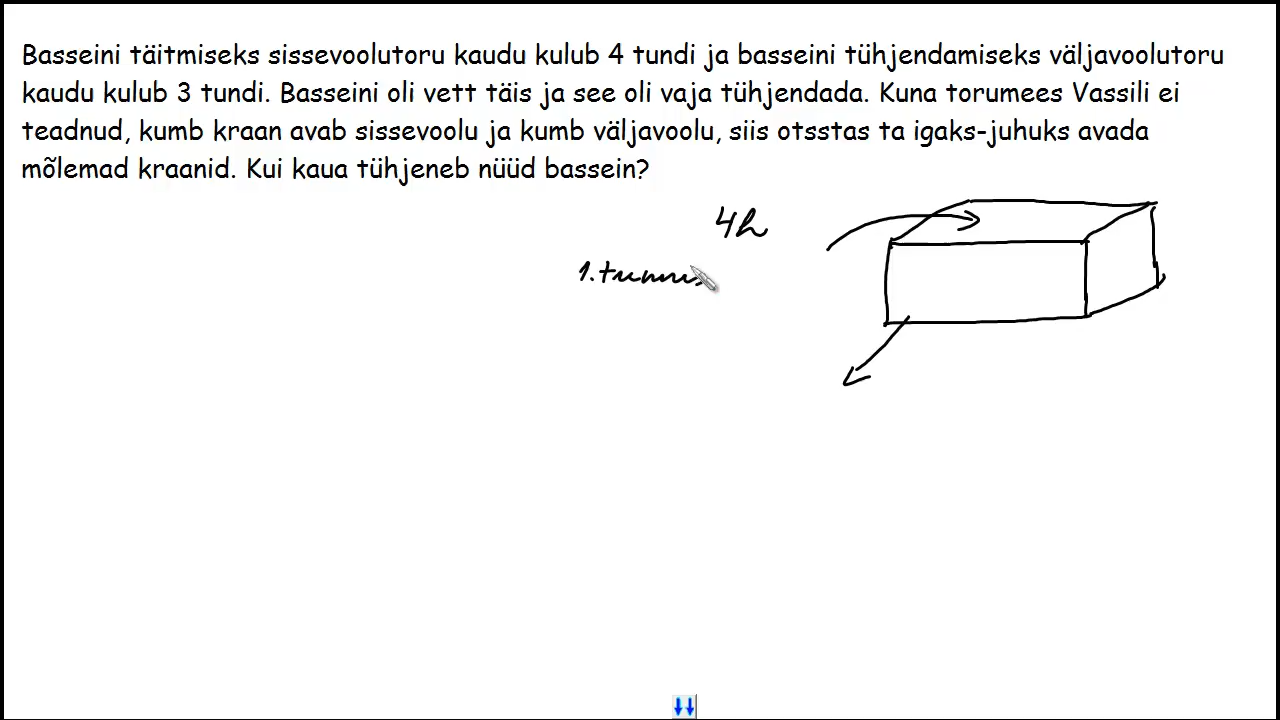 Basseini täitmiseks sissevoolutoru kaudu kulub 4 tundi ja basseini tühjendamiseks väljavoolutoru
kaudu kulub 3 tundi. Basseini oli vett täis ja see oli vaja tühjendada. Kuna torumees Vassili ei
teadnud, kumb kraan avab sissevoolu ja kumb väljavoolu, siis otsstas ta igaks-juhuks avada
mõlemad kraanid. Kui kaua tühjeneb nüüd bassein?
4h
1. tunnis